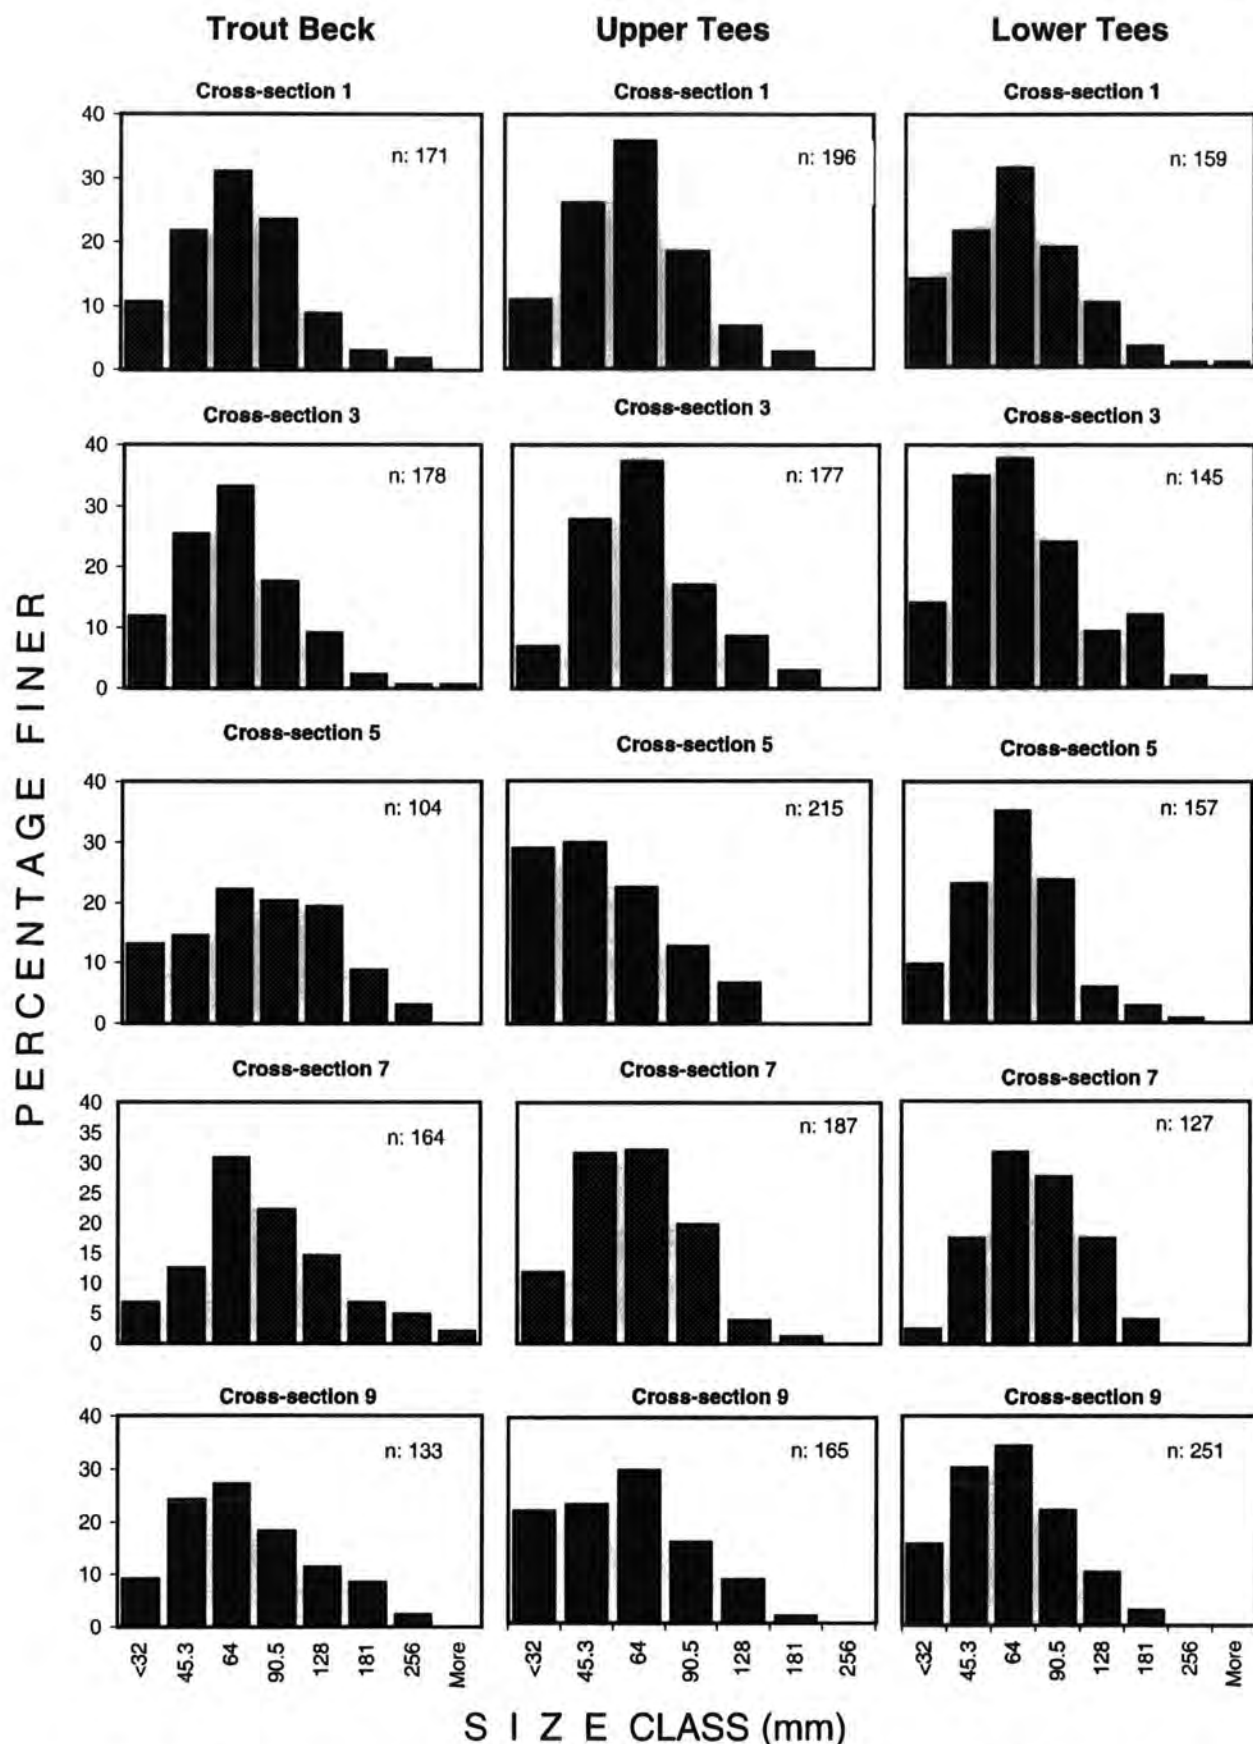 Trout Beck Upper Tees Lower Tees
Cross-section 1 Cross-section 1 Cross-section 1
40
n: 171 n: 196 n: 159
30
20
10
0
Cross-section 3 Cross-section 3 Cross-section 3
40
n: 178 n: 177 n: 145
30
20
10
0
PERCENTAGE FINER
Cross-section 5 Cross-section 5 Cross-section 5
40
n: 104 n: 215 n: 157
30
20
10
0
Cross-section 7 Cross-section 7 Cross-section 7
40
35
n: 164 n: 187 n: 127
30
25
20
15
10
5
0
Cross-section 9 Cross-section 9 Cross-section 9
40
n: 133 n: 165 n: 251
30
20
10
0
<32 45.3 64 90.5 128 181 256 More <32 45.3 64 90.5 128 181 256 <32 45.3 64 90.5 128 181 256 More
SIZE CLASS (mm)